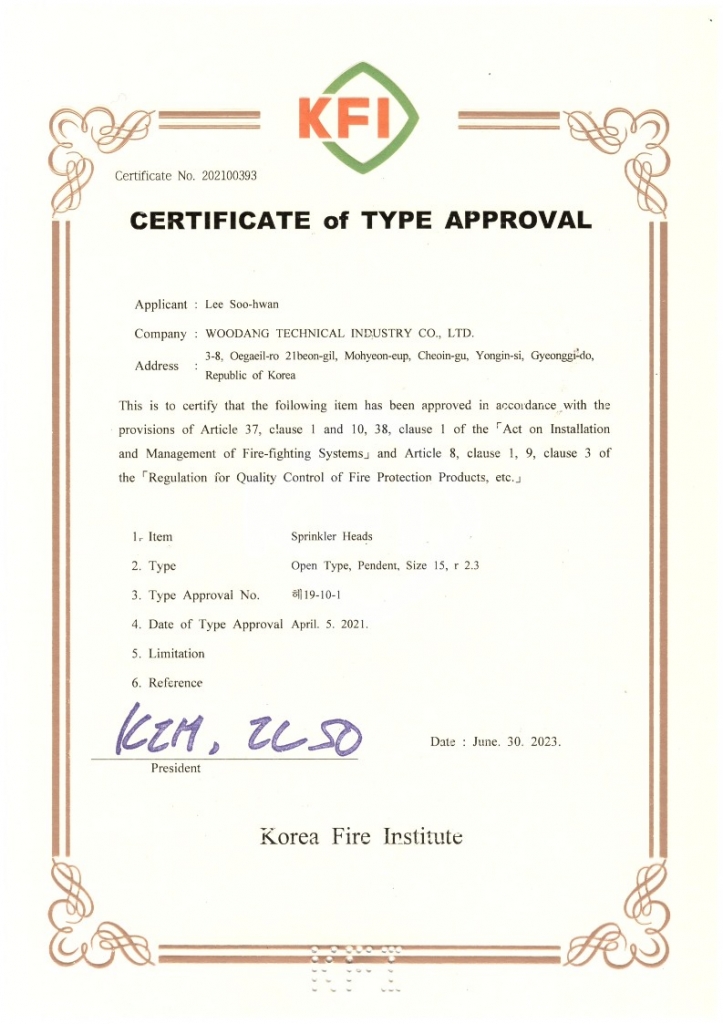 KFI
Certificate No. 202100393
CERTIFICATE of TYPE APPROVAL
Applicant : Lee Soo-hwan
Company : WOODANG TECHNICAL INDUSTRY CO., LTD.
Address : 3-8, Oegaeil-ro 21beon-gil, Mohyeon-eup, Cheoin-gu, Yongin-si, Gyeonggi-do,
Republic of Korea
This is to certify that the following item has been approved in accordance with the
provisions of Article 37, clause 1 and 10, 38, clause 1 of the「Act on Installation
and Management of Fire-fighting Systems」and Article 8, clause 1, 9, clause 3 of
the「Regulation for Quality Control of Fire Protection Products, etc.」
1. Item Sprinkler Heads
2. Type Open Type, Pendent, Size 15, r 2.3
3. Type Approval No. 헤19-10-1
4. Date of Type Approval April. 5. 2021.
5. Limitation
6. Reference
Date : June. 30. 2023.
President
Korea Fire Institute
KFI